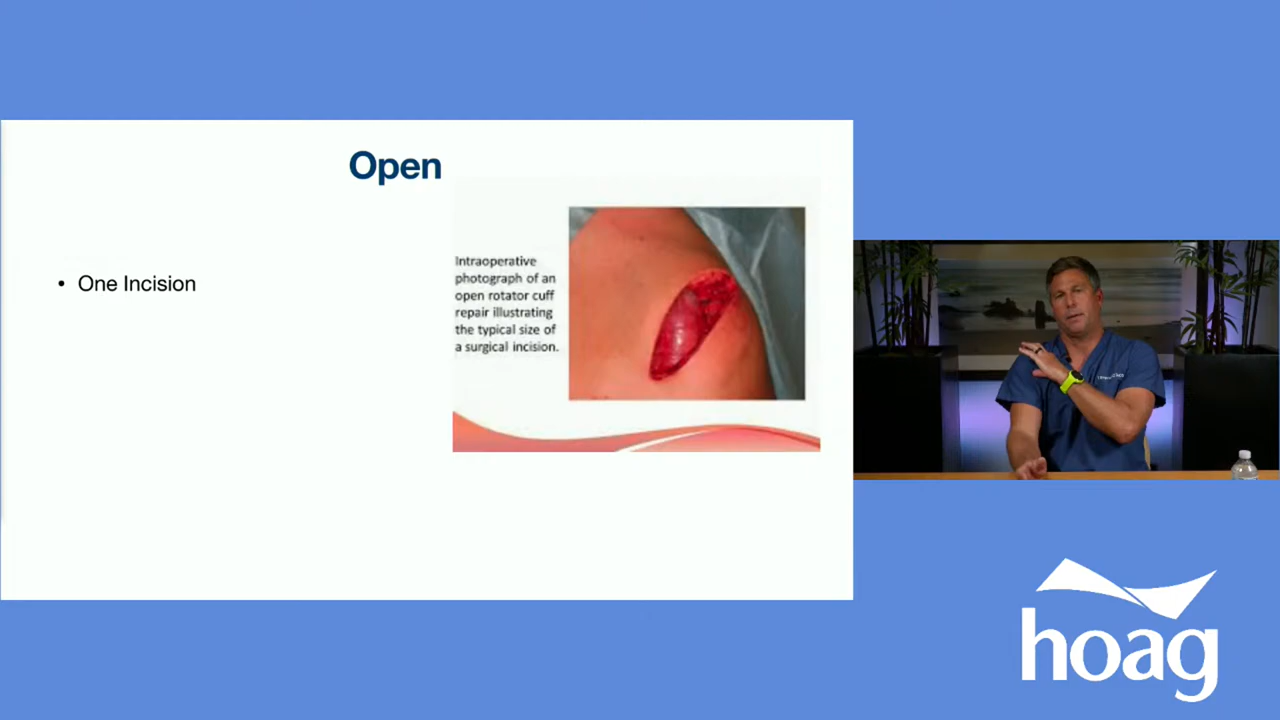 Open
• One Incision
Intraoperative
photograph of an
open rotator cuff
repair illustrating
the typical size of
a surgical incision.
hoag